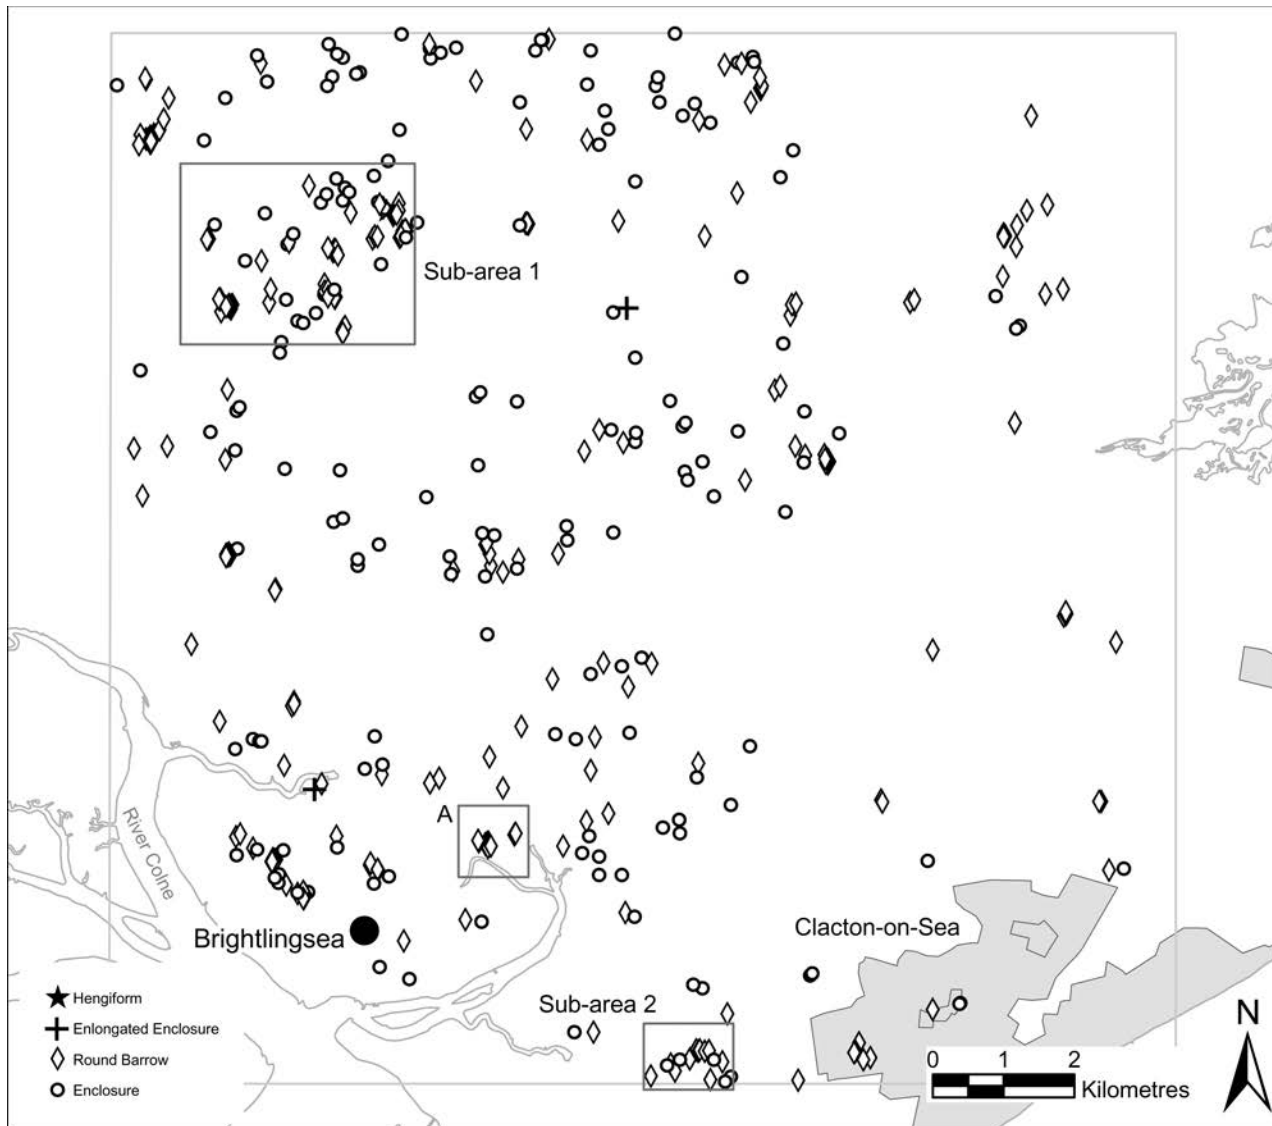 Sub-area 1
A
River Colne
Brightlingsea
Clacton-on-Sea
Sub-area 2
Hengiform
Enlongated Enclosure
Round Barrow
Enclosure
N
0 1 2
Kilometres